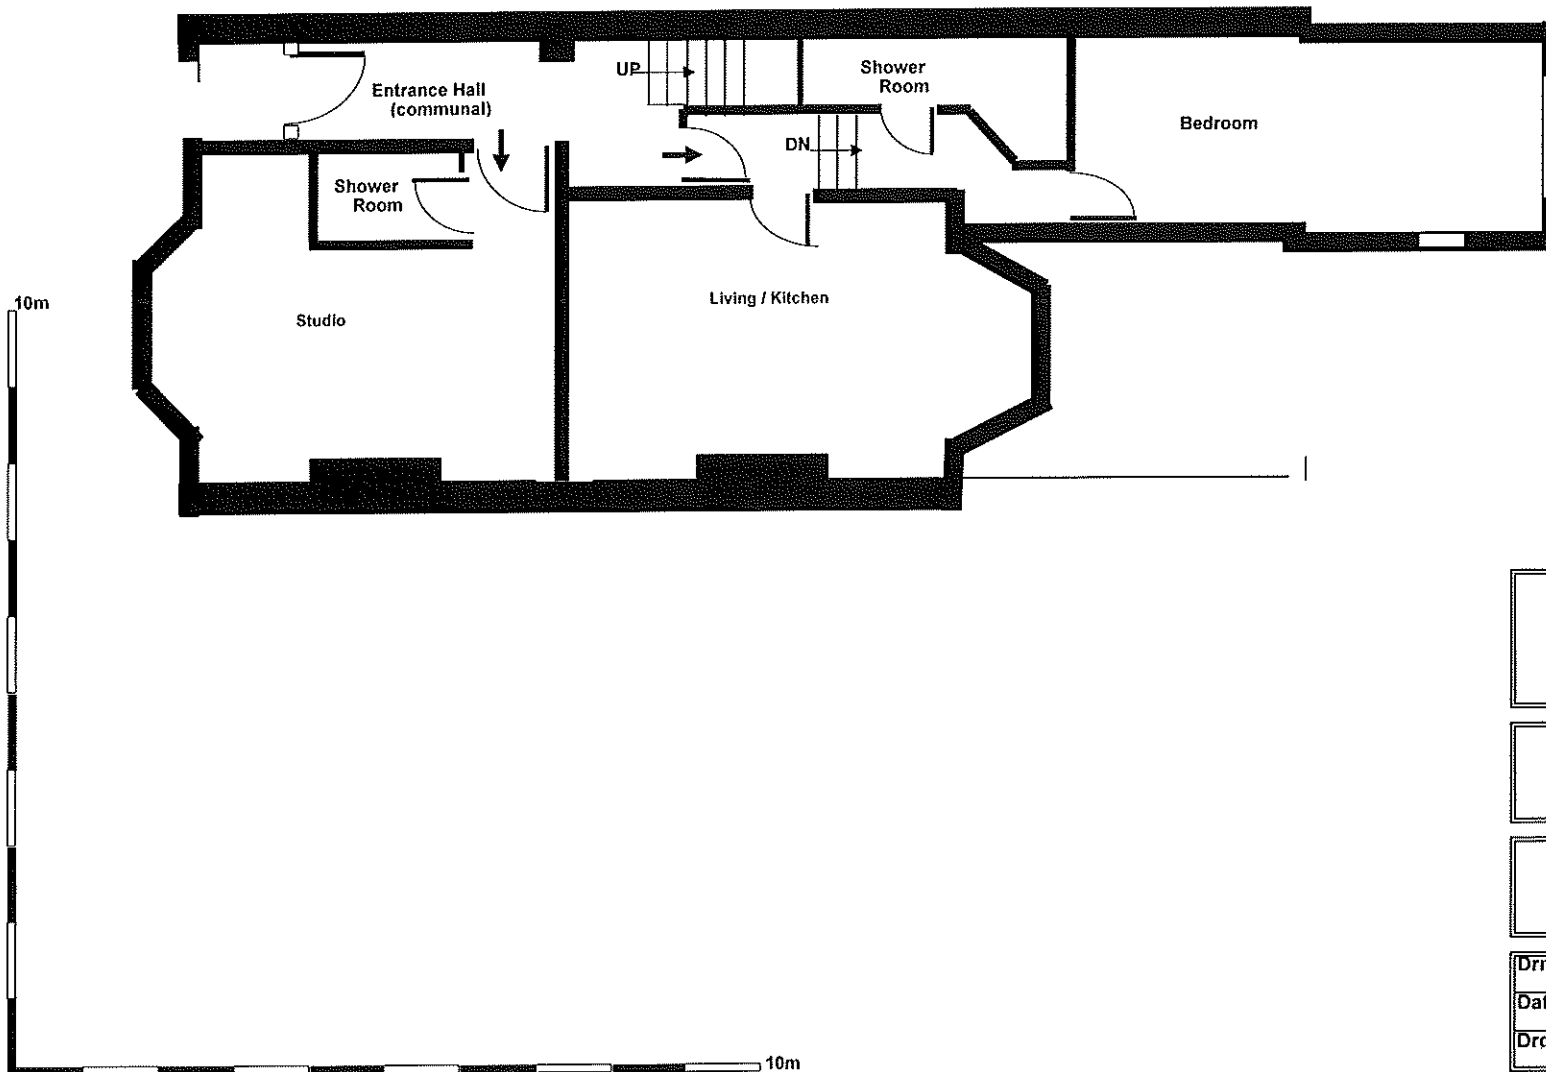 UP
Shower
Room
Entrance Hall
(communal)
Bedroom
DN
Shower
Room
Living / Kitchen
10m
Studio
10m